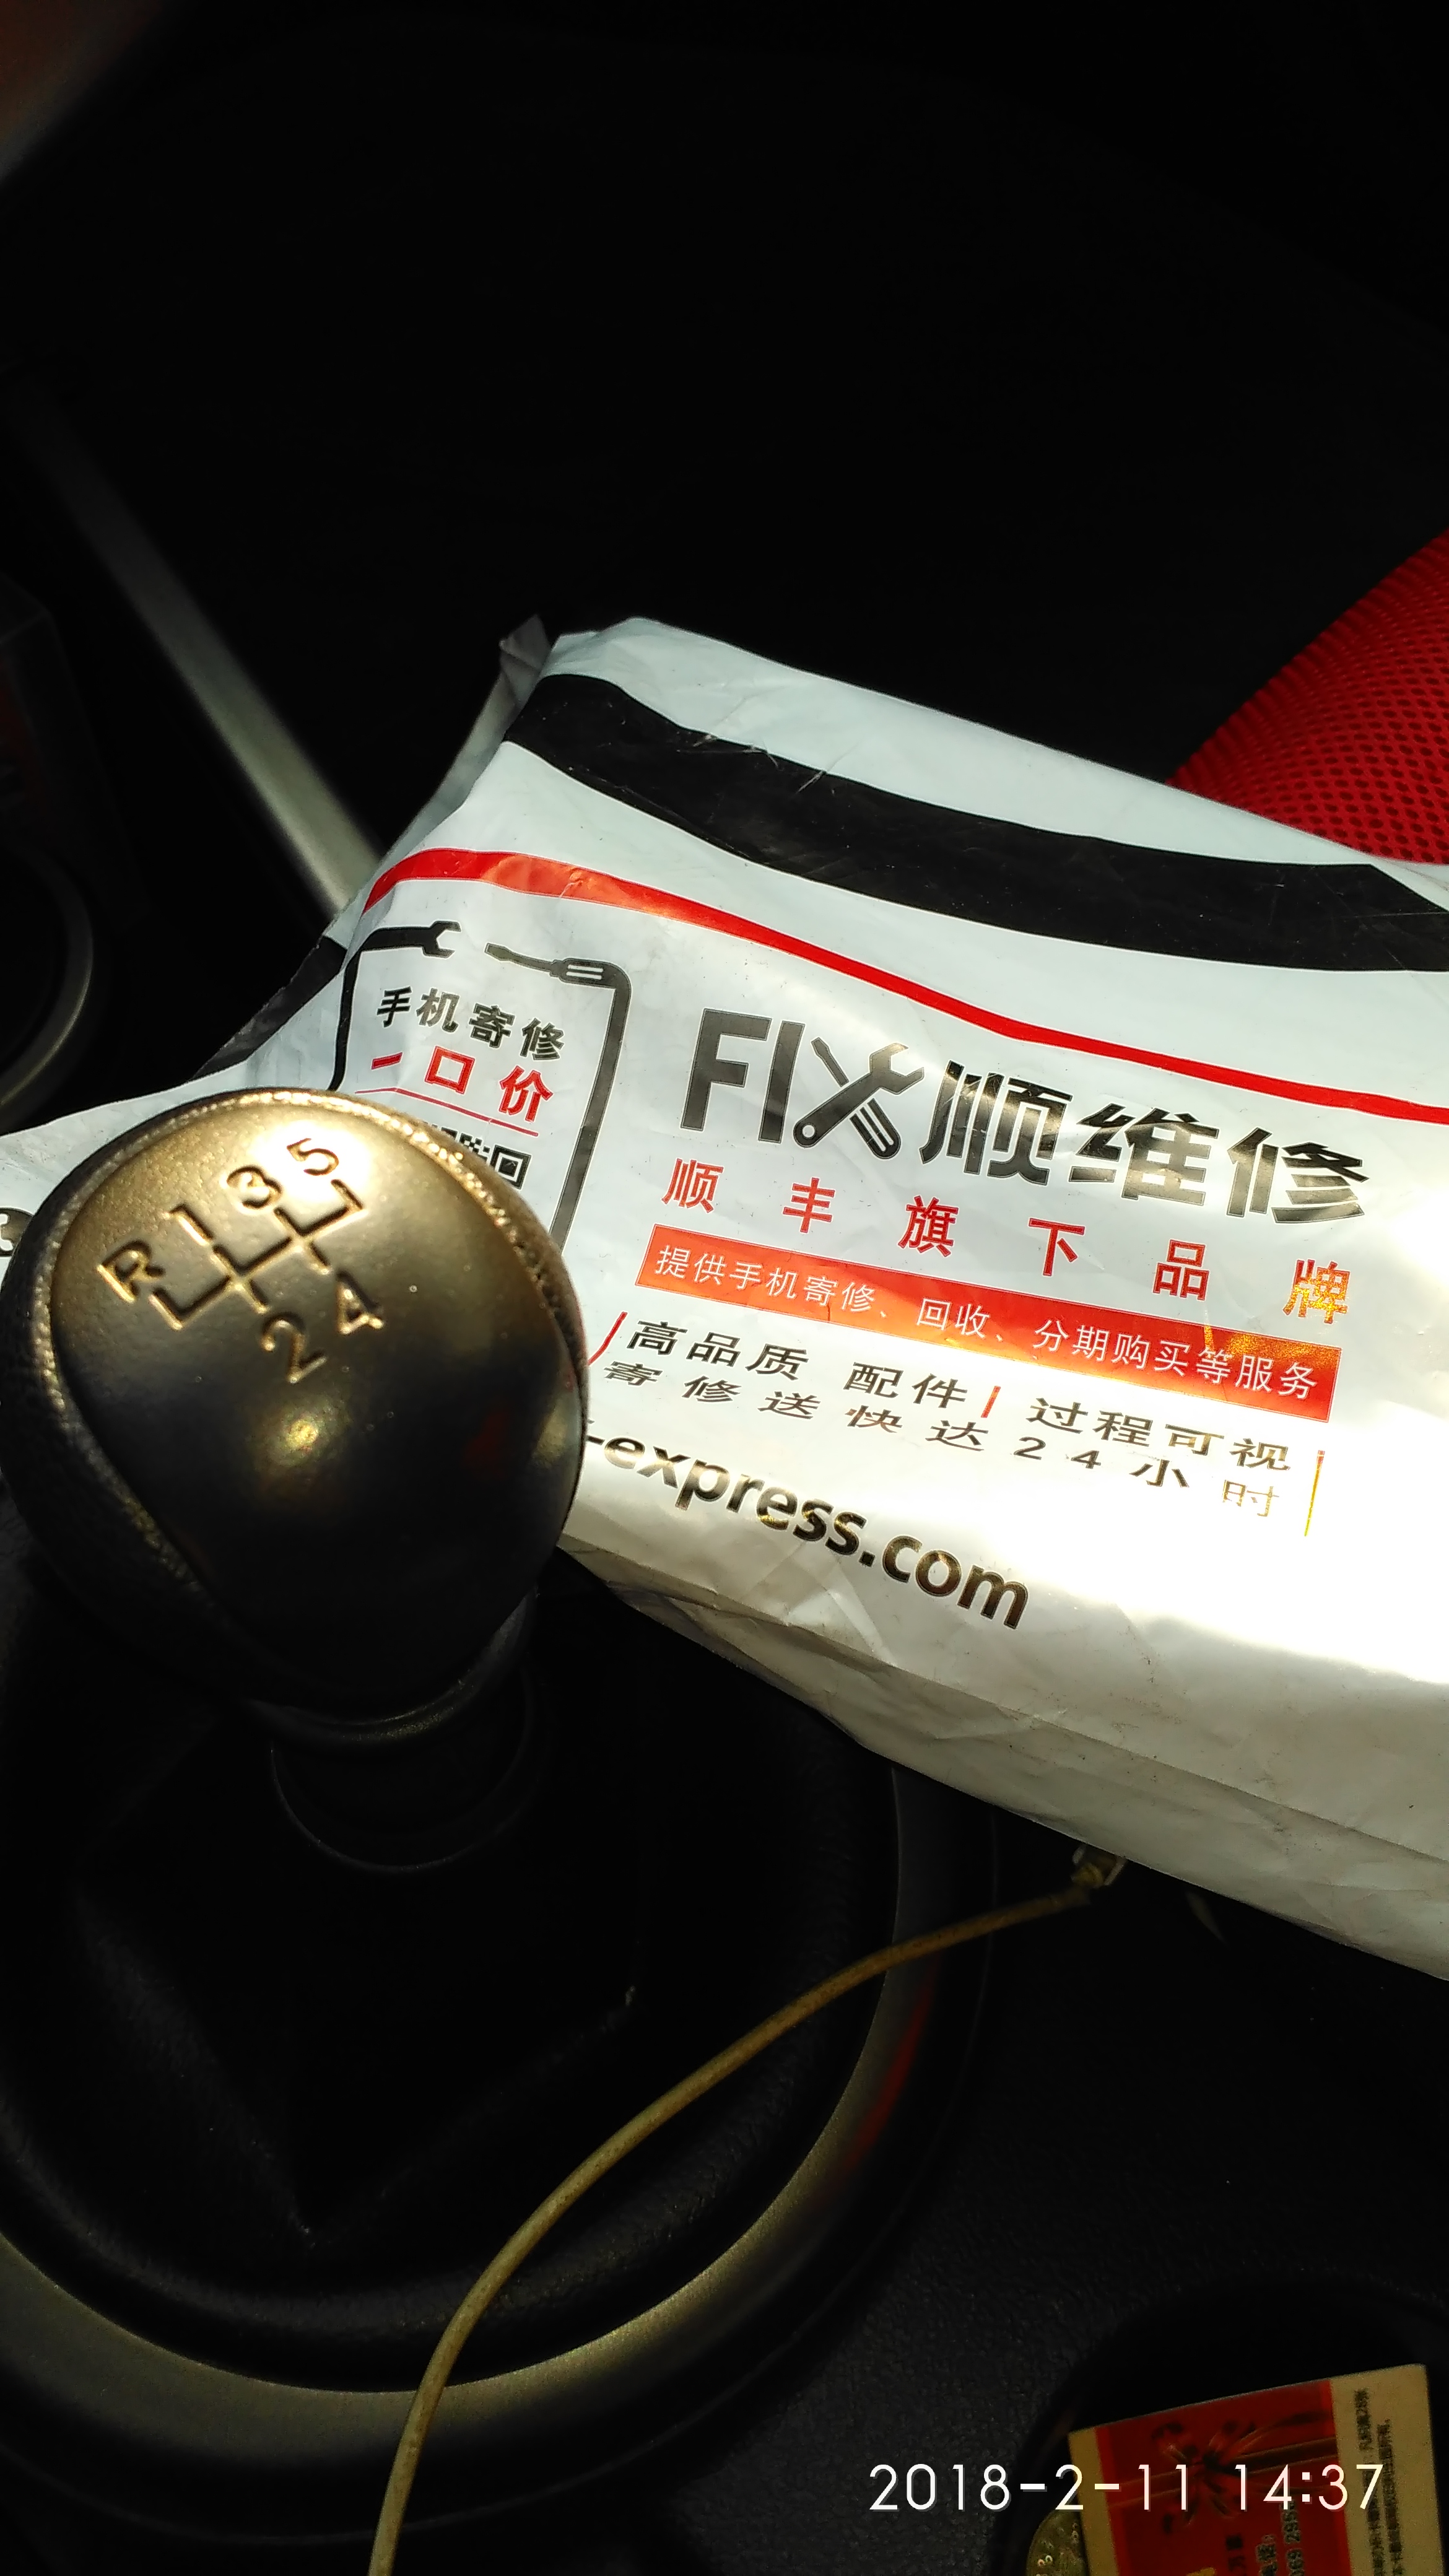 手机寄修
一口价
FIX顺维修
顺丰旗下品牌
提供手机寄修、回收、分期购买等服务
高品质 配件 | 过程可视 |
寄修送快达24小时
-express.com
R 1 3 5
2 4
2018-2-11 14:37